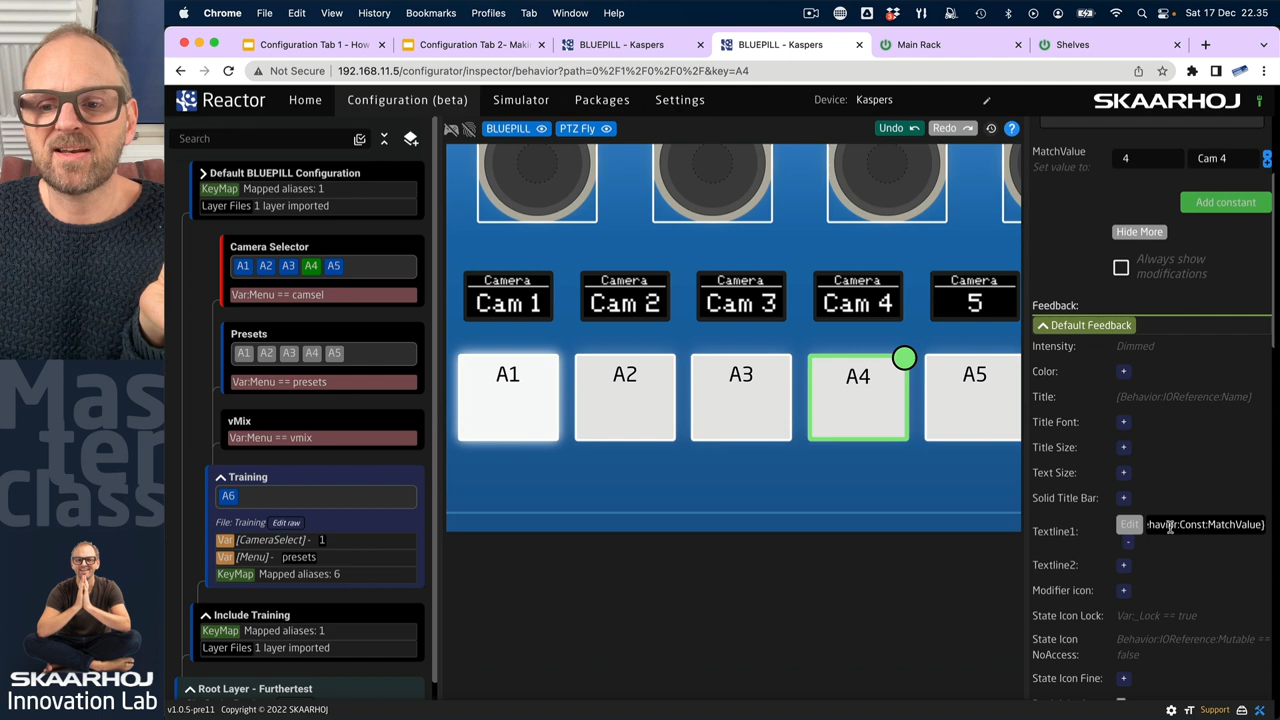 Chrome File Edit View History Bookmarks Profiles Tab Window Help Sat 17 Dec 22.35
Configuration Tab 1 - How Configuration Tab 2- Maki BLUEPILL - Kaspers BLUEPILL - Kaspers Main Rack Shelves
Not Secure 192.168.11.5/configurator/inspector/behavior?path=0%2F1%2F0%2F0%2F&key=A4
Reactor Home Configuration (beta) Simulator Packages Settings Device: Kaspers SKAARHOJ
Search
BLUEPILL PTZ Fly Undo Redo ?
Default BLUEPILL Configuration
KeyMap Mapped aliases: 1
Layer Files 1 layer imported
Camera Selector
A1 A2 A3 A4 A5
Var:Menu == camsel
Presets
A1 A2 A3 A4 A5
Var:Menu == presets
vMix
Var:Menu == vmix
Training
A6
File: Training Edit raw
Var [CameraSelect] - 1
Var [Menu] - presets
KeyMap Mapped aliases: 6
Include Training
KeyMap Mapped aliases: 1
Layer Files 1 layer imported
Root Layer - Furthertest
Camera Camera Camera Camera Camera
Cam 1 Cam 2 Cam 3 Cam 4 5
A1 A2 A3 A4 A5
MatchValue 4 Cam 4
Set value to:
Add constant
Hide More
Always show
modifications
Feedback:
Default Feedback
Intensity: Dimmed
Color: +
Title: {Behavior:IOReference:Name}
Title Font: +
Title Size: +
Text Size: +
Solid Title Bar: +
Textline1: Edit havior:Const:MatchValue}
-
Textline2: +
Modifier icon: +
State Icon Lock: Var:_Lock == true
State Icon
NoAccess: Behavior:IOReference:Mutable ==
false
State Icon Fine: +
Mas
ter
Class
SKAARHOJ
Innovation Lab
v1.0.5-pre11 Copyright © 2022 SKAARHOJ
Support